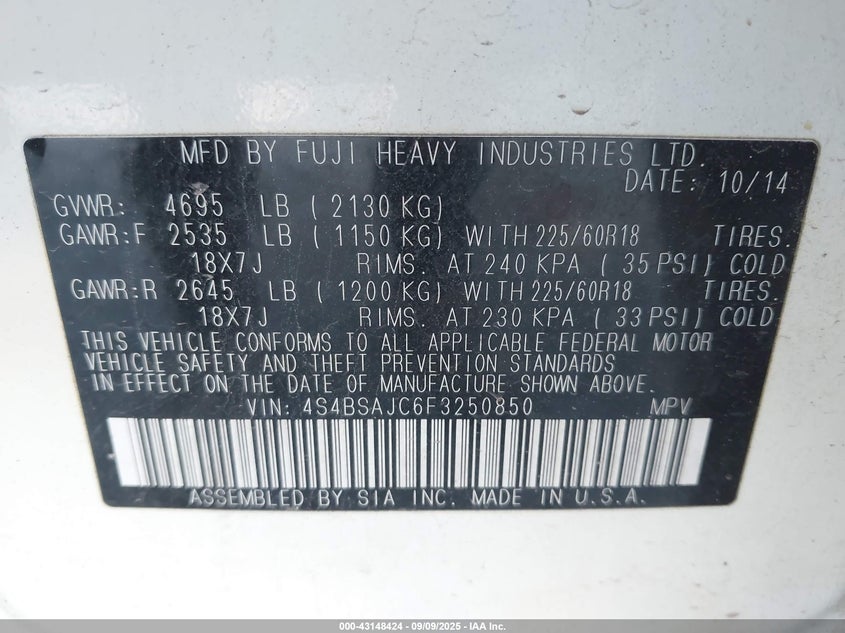 MFD BY FUJI HEAVY INDUSTRIES LTD.
DATE: 10/14
GVWR: 4695 LB ( 2130 KG)
GAWR:F 2535 LB ( 1150 KG) WITH 225/60R18 TIRES.
18X7J RIMS. AT 240 KPA ( 35 PSI) COLD
GAWR:R 2645 LB ( 1200 KG) WITH 225/60R18 TIRES.
18X7J RIMS. AT 230 KPA ( 33 PSI) COLD
THIS VEHICLE CONFORMS TO ALL APPLICABLE FEDERAL MOTOR
VEHICLE SAFETY AND THEFT PREVENTION STANDARDS
IN EFFECT ON THE DATE OF MANUFACTURE SHOWN ABOVE.
VIN: 4S4BSAJC6F3250850 MPV
ASSEMBLED BY SIA INC. MADE IN U.S.A.
000-43148424 - 09/09/2025 - IAA Inc.